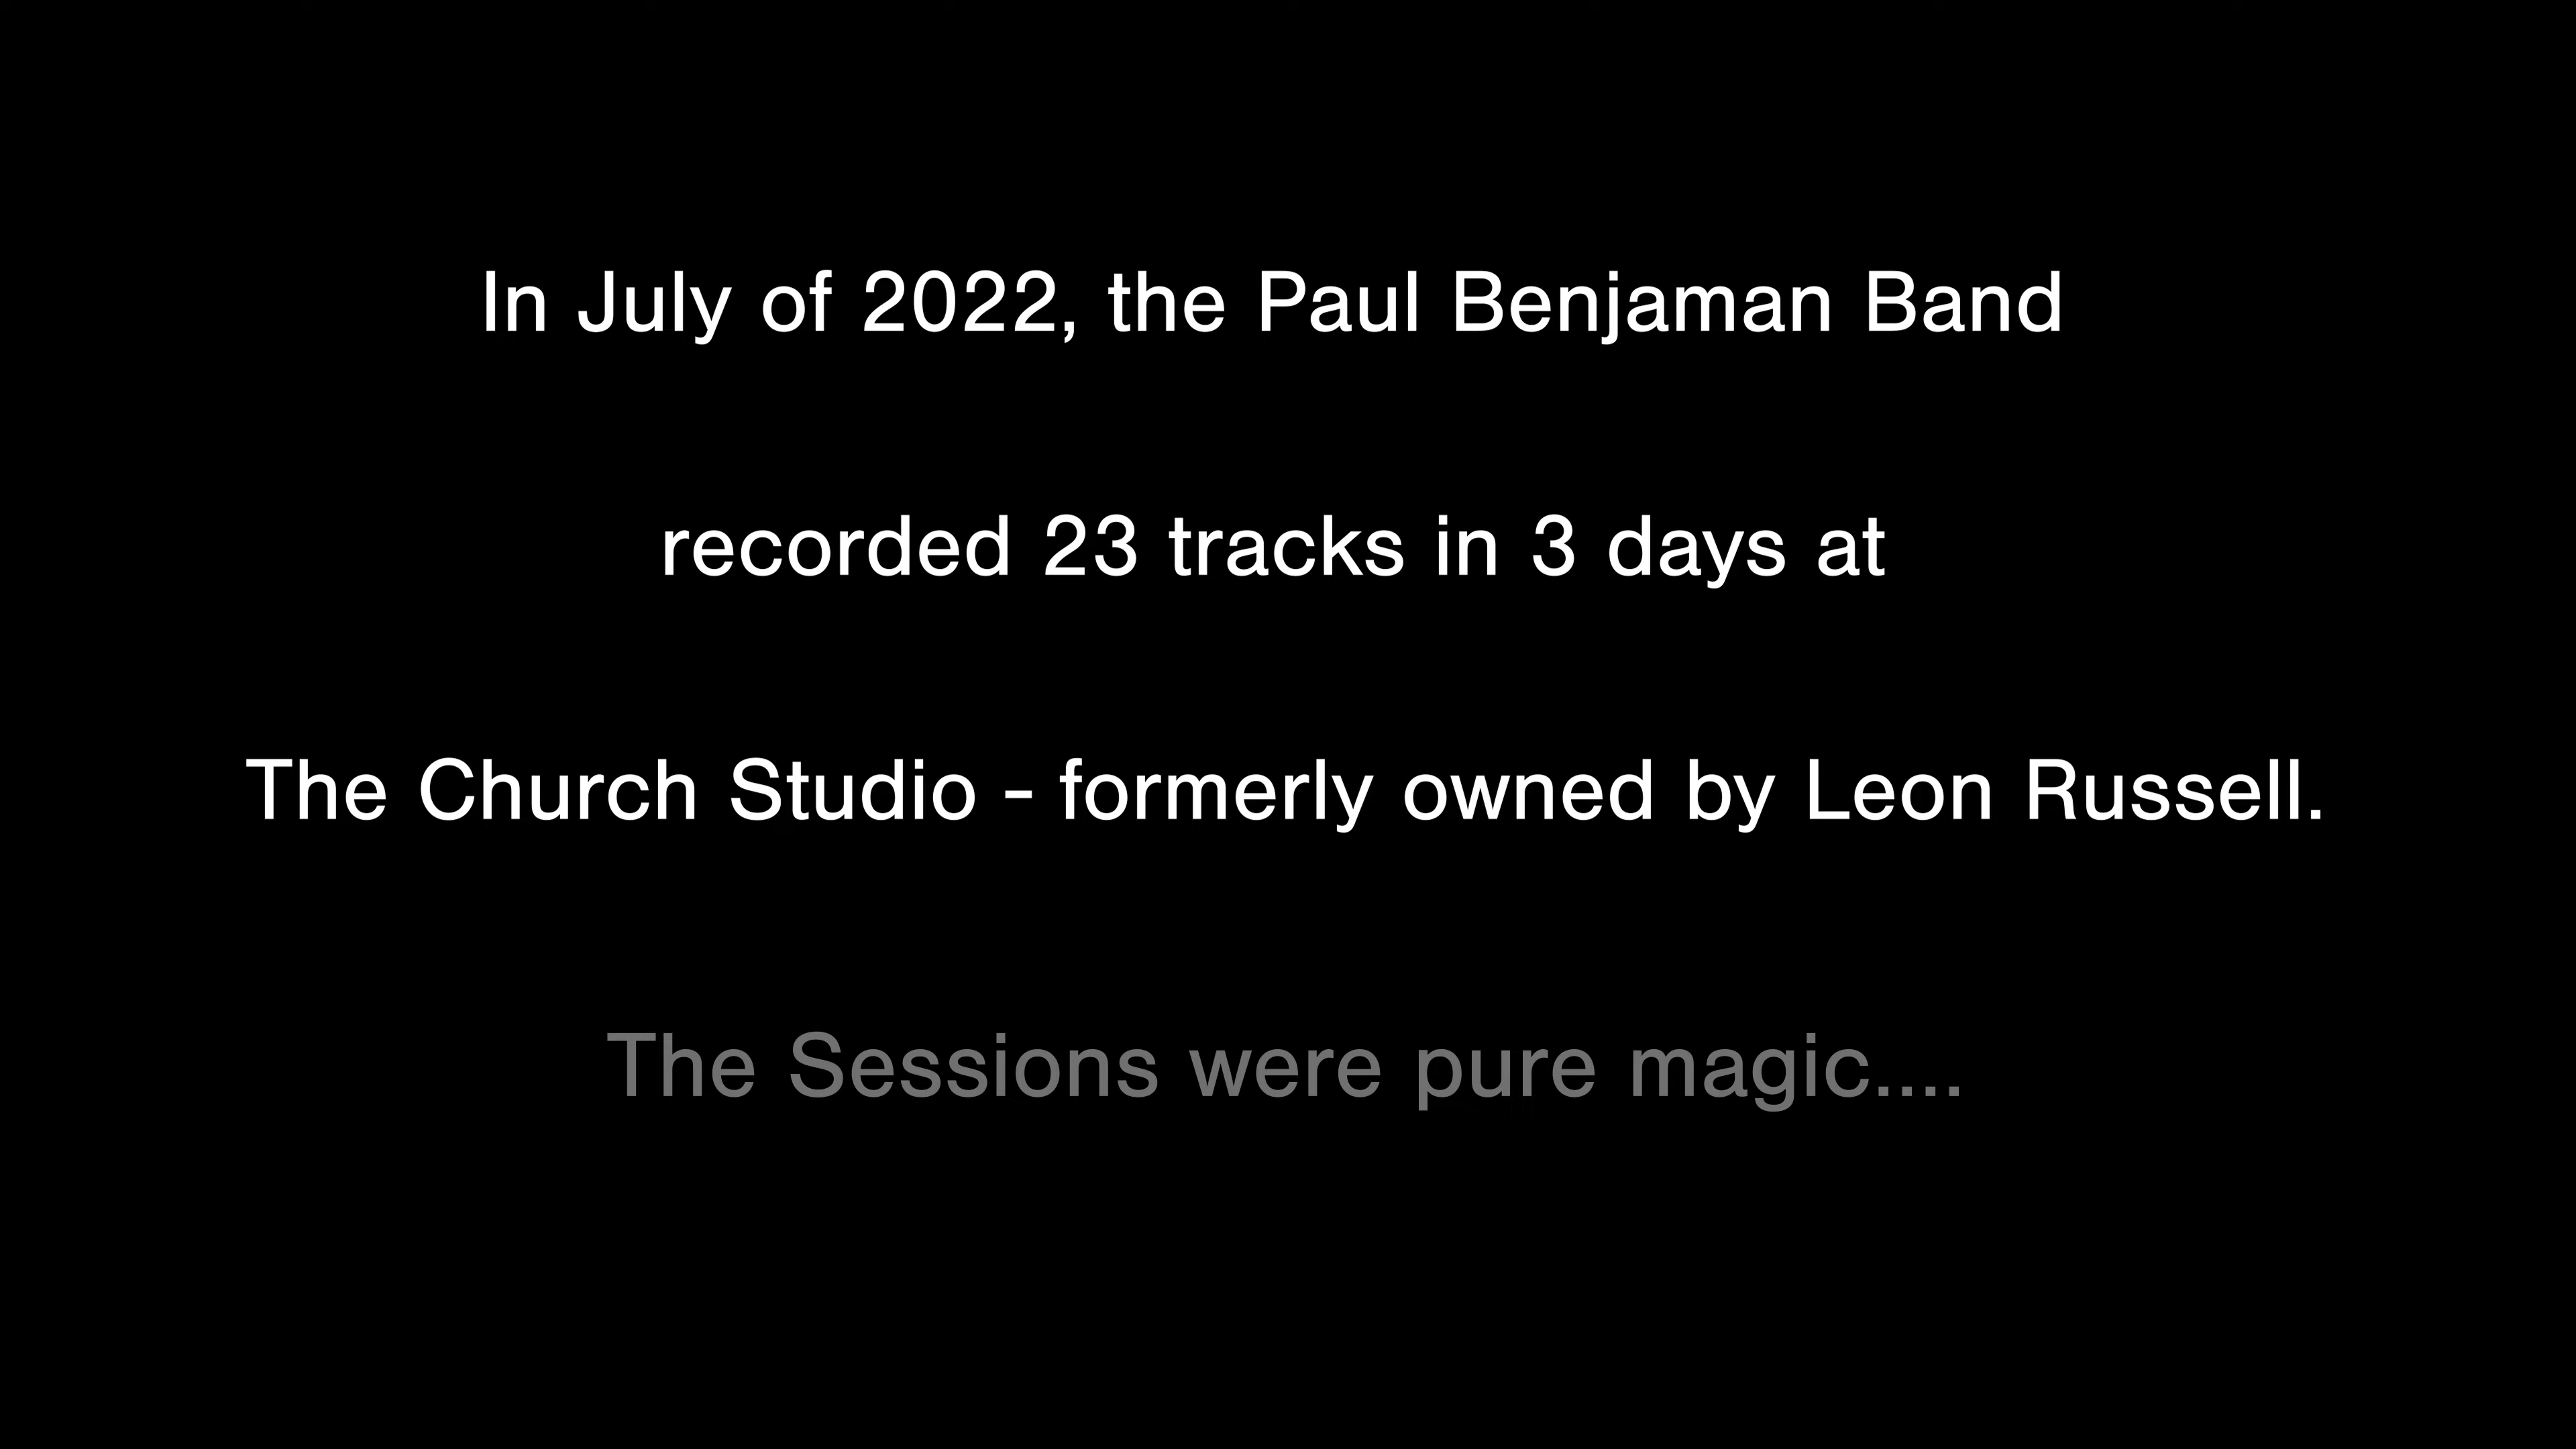 In July of 2022, the Paul Benjaman Band
recorded 23 tracks in 3 days at
The Church Studio - formerly owned by Leon Russell.
The Sessions were pure magic....